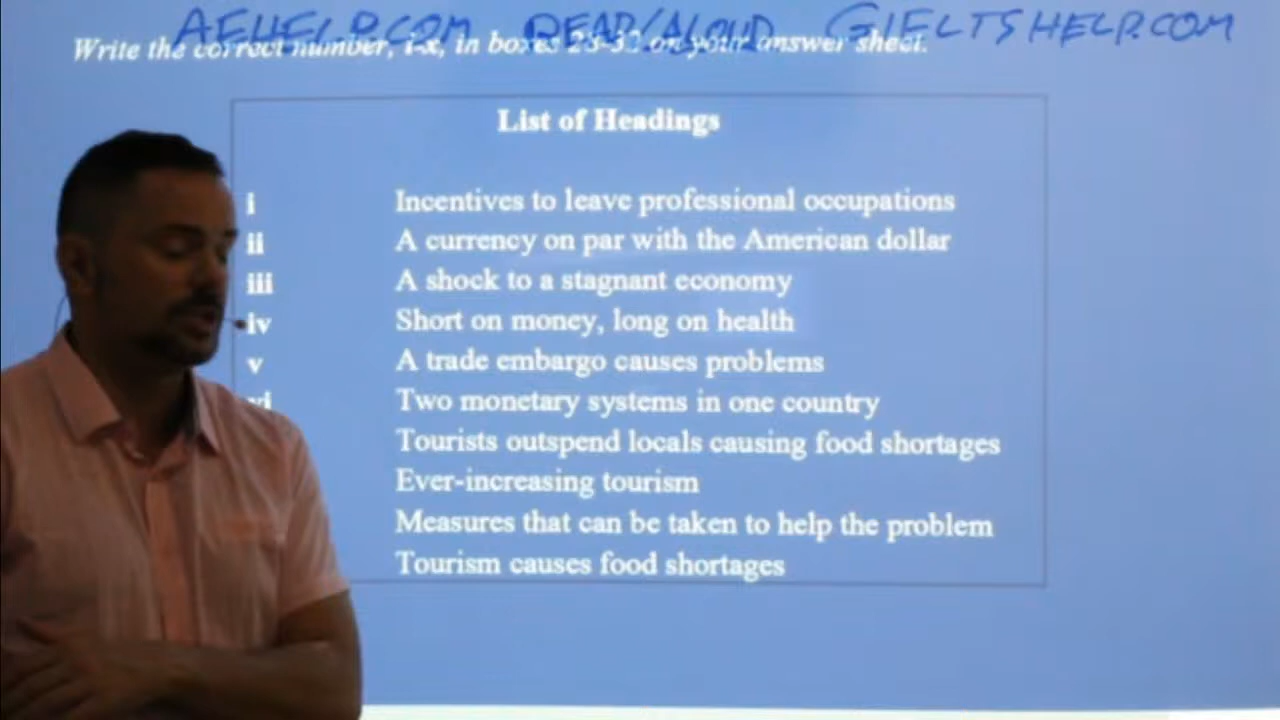 AEHELP.COM READ/ALOUD GIELTSHELP.COM
Write the correct number, i-x, in boxes 28-32 on your answer sheet.
List of Headings
i Incentives to leave professional occupations
ii A currency on par with the American dollar
iii A shock to a stagnant economy
iv Short on money, long on health
v A trade embargo causes problems
vi Two monetary systems in one country
Tourists outspend locals causing food shortages
Ever-increasing tourism
Measures that can be taken to help the problem
Tourism causes food shortages